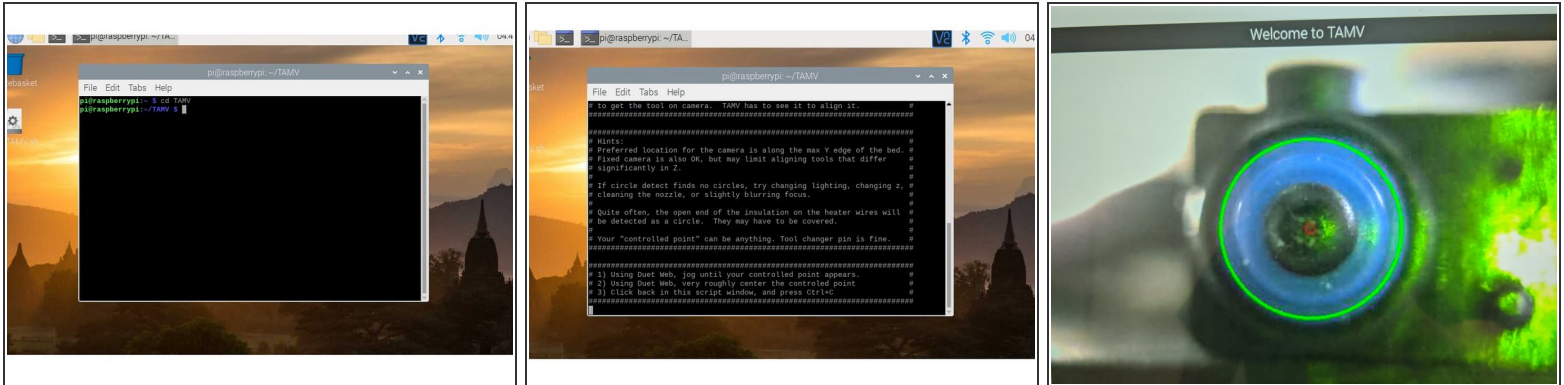 pi@raspberrypi: ~/TA...
04:4
ebasket
pi@raspberrypi: ~/TAMV
File Edit Tabs Help
pi@raspberrypi:~ $ cd TAMV
pi@raspberrypi:~/TAMV $
pi@raspberrypi: ~/TA...
04
ket
pi@raspberrypi: ~/TAMV
File Edit Tabs Help
# to get the tool on camera. TAMV has to see it to align it. #
################################################################################
################################################################################
# Hints: #
# Preferred location for the camera is along the max Y edge of the bed. #
# Fixed camera is also OK, but may limit aligning tools that differ #
# significantly in Z. #
# #
# If circle detect finds no circles, try changing lighting, changing z, #
# cleaning the nozzle, or slightly blurring focus. #
# #
# Quite often, the open end of the insulation on the heater wires will #
# be detected as a circle. They may have to be covered. #
# #
# Your "controlled point" can be anything. Tool changer pin is fine. #
################################################################################
################################################################################
# 1) Using Duet Web, jog until your controlled point appears. #
# 2) Using Duet Web, very roughly center the controled point #
# 3) Click back in this script window, and press Ctrl+C #
################################################################################
Welcome to TAMV